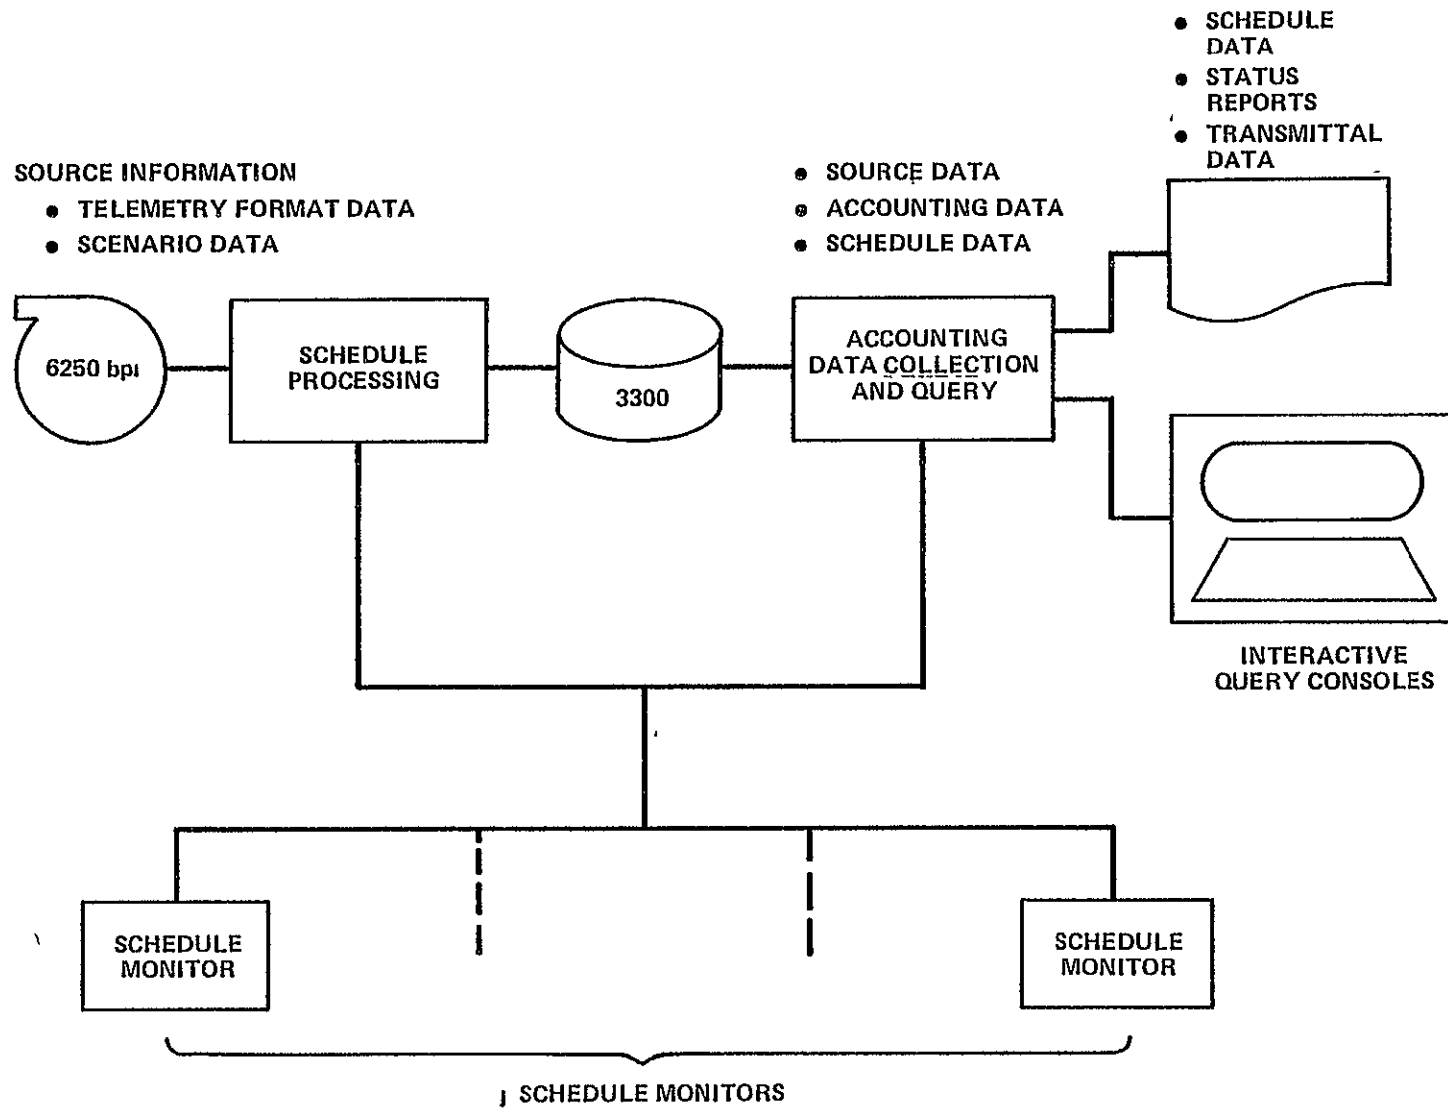 ● SCHEDULE
DATA
● STATUS
REPORTS
● TRANSMITTAL
DATA
SOURCE INFORMATION
● TELEMETRY FORMAT DATA
● SCENARIO DATA
● SOURCE DATA
● ACCOUNTING DATA
● SCHEDULE DATA
6250 bpi
SCHEDULE
PROCESSING
3300
ACCOUNTING
DATA COLLECTION
AND QUERY
INTERACTIVE
QUERY CONSOLES
SCHEDULE
MONITOR
SCHEDULE
MONITOR
j SCHEDULE MONITORS